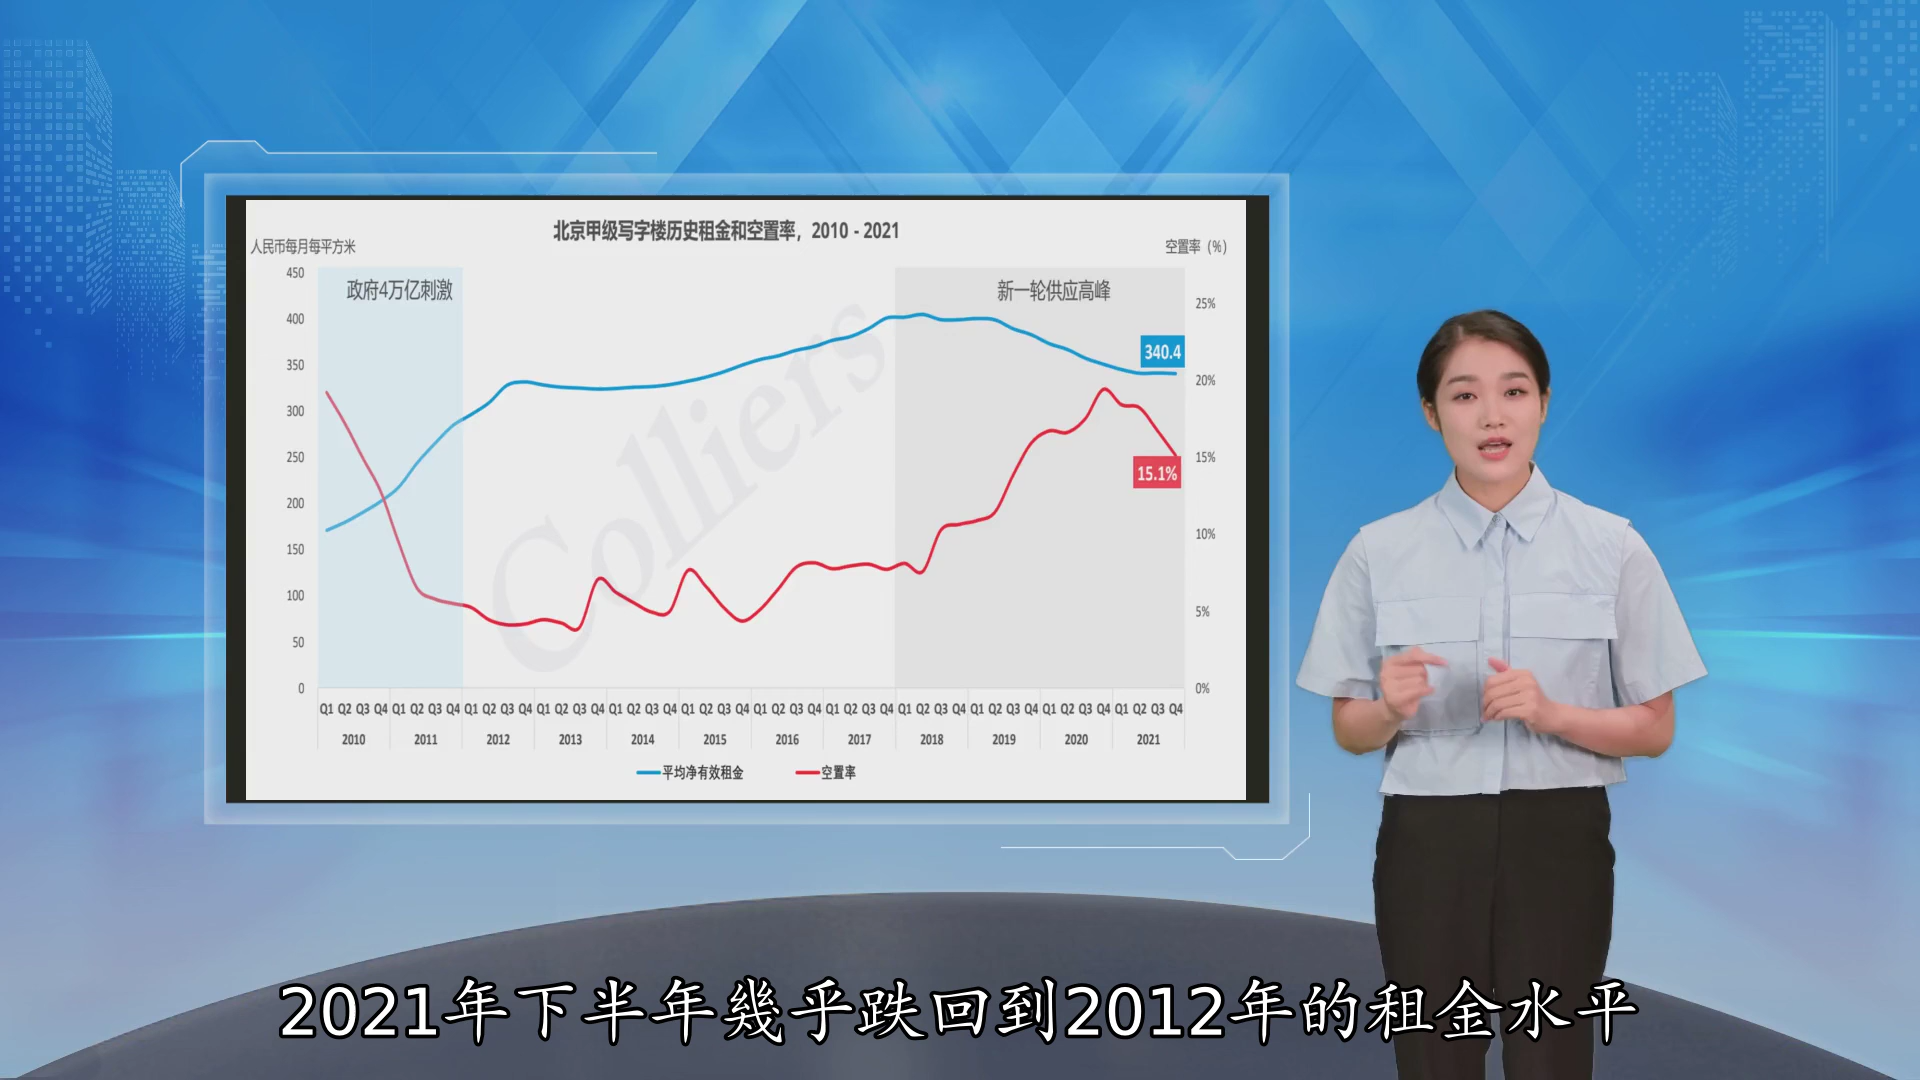 北京甲级写字楼历史租金和空置率，2010 - 2021
人民币每月每平方米
空置率（%）
政府4万亿刺激
新一轮供应高峰
450
400
350
300
250
200
150
100
50
0
25%
20%
15%
10%
5%
0%
340.4
15.1%
Colliers
Q1 Q2 Q3 Q4 Q1 Q2 Q3 Q4 Q1 Q2 Q3 Q4 Q1 Q2 Q3 Q4 Q1 Q2 Q3 Q4 Q1 Q2 Q3 Q4 Q1 Q2 Q3 Q4 Q1 Q2 Q3 Q4 Q1 Q2 Q3 Q4 Q1 Q2 Q3 Q4 Q1 Q2 Q3 Q4 Q1 Q2 Q3 Q4
2010 2011 2012 2013 2014 2015 2016 2017 2018 2019 2020 2021
平均净有效租金 空置率
2021年下半年幾乎跌回到2012年的租金水平